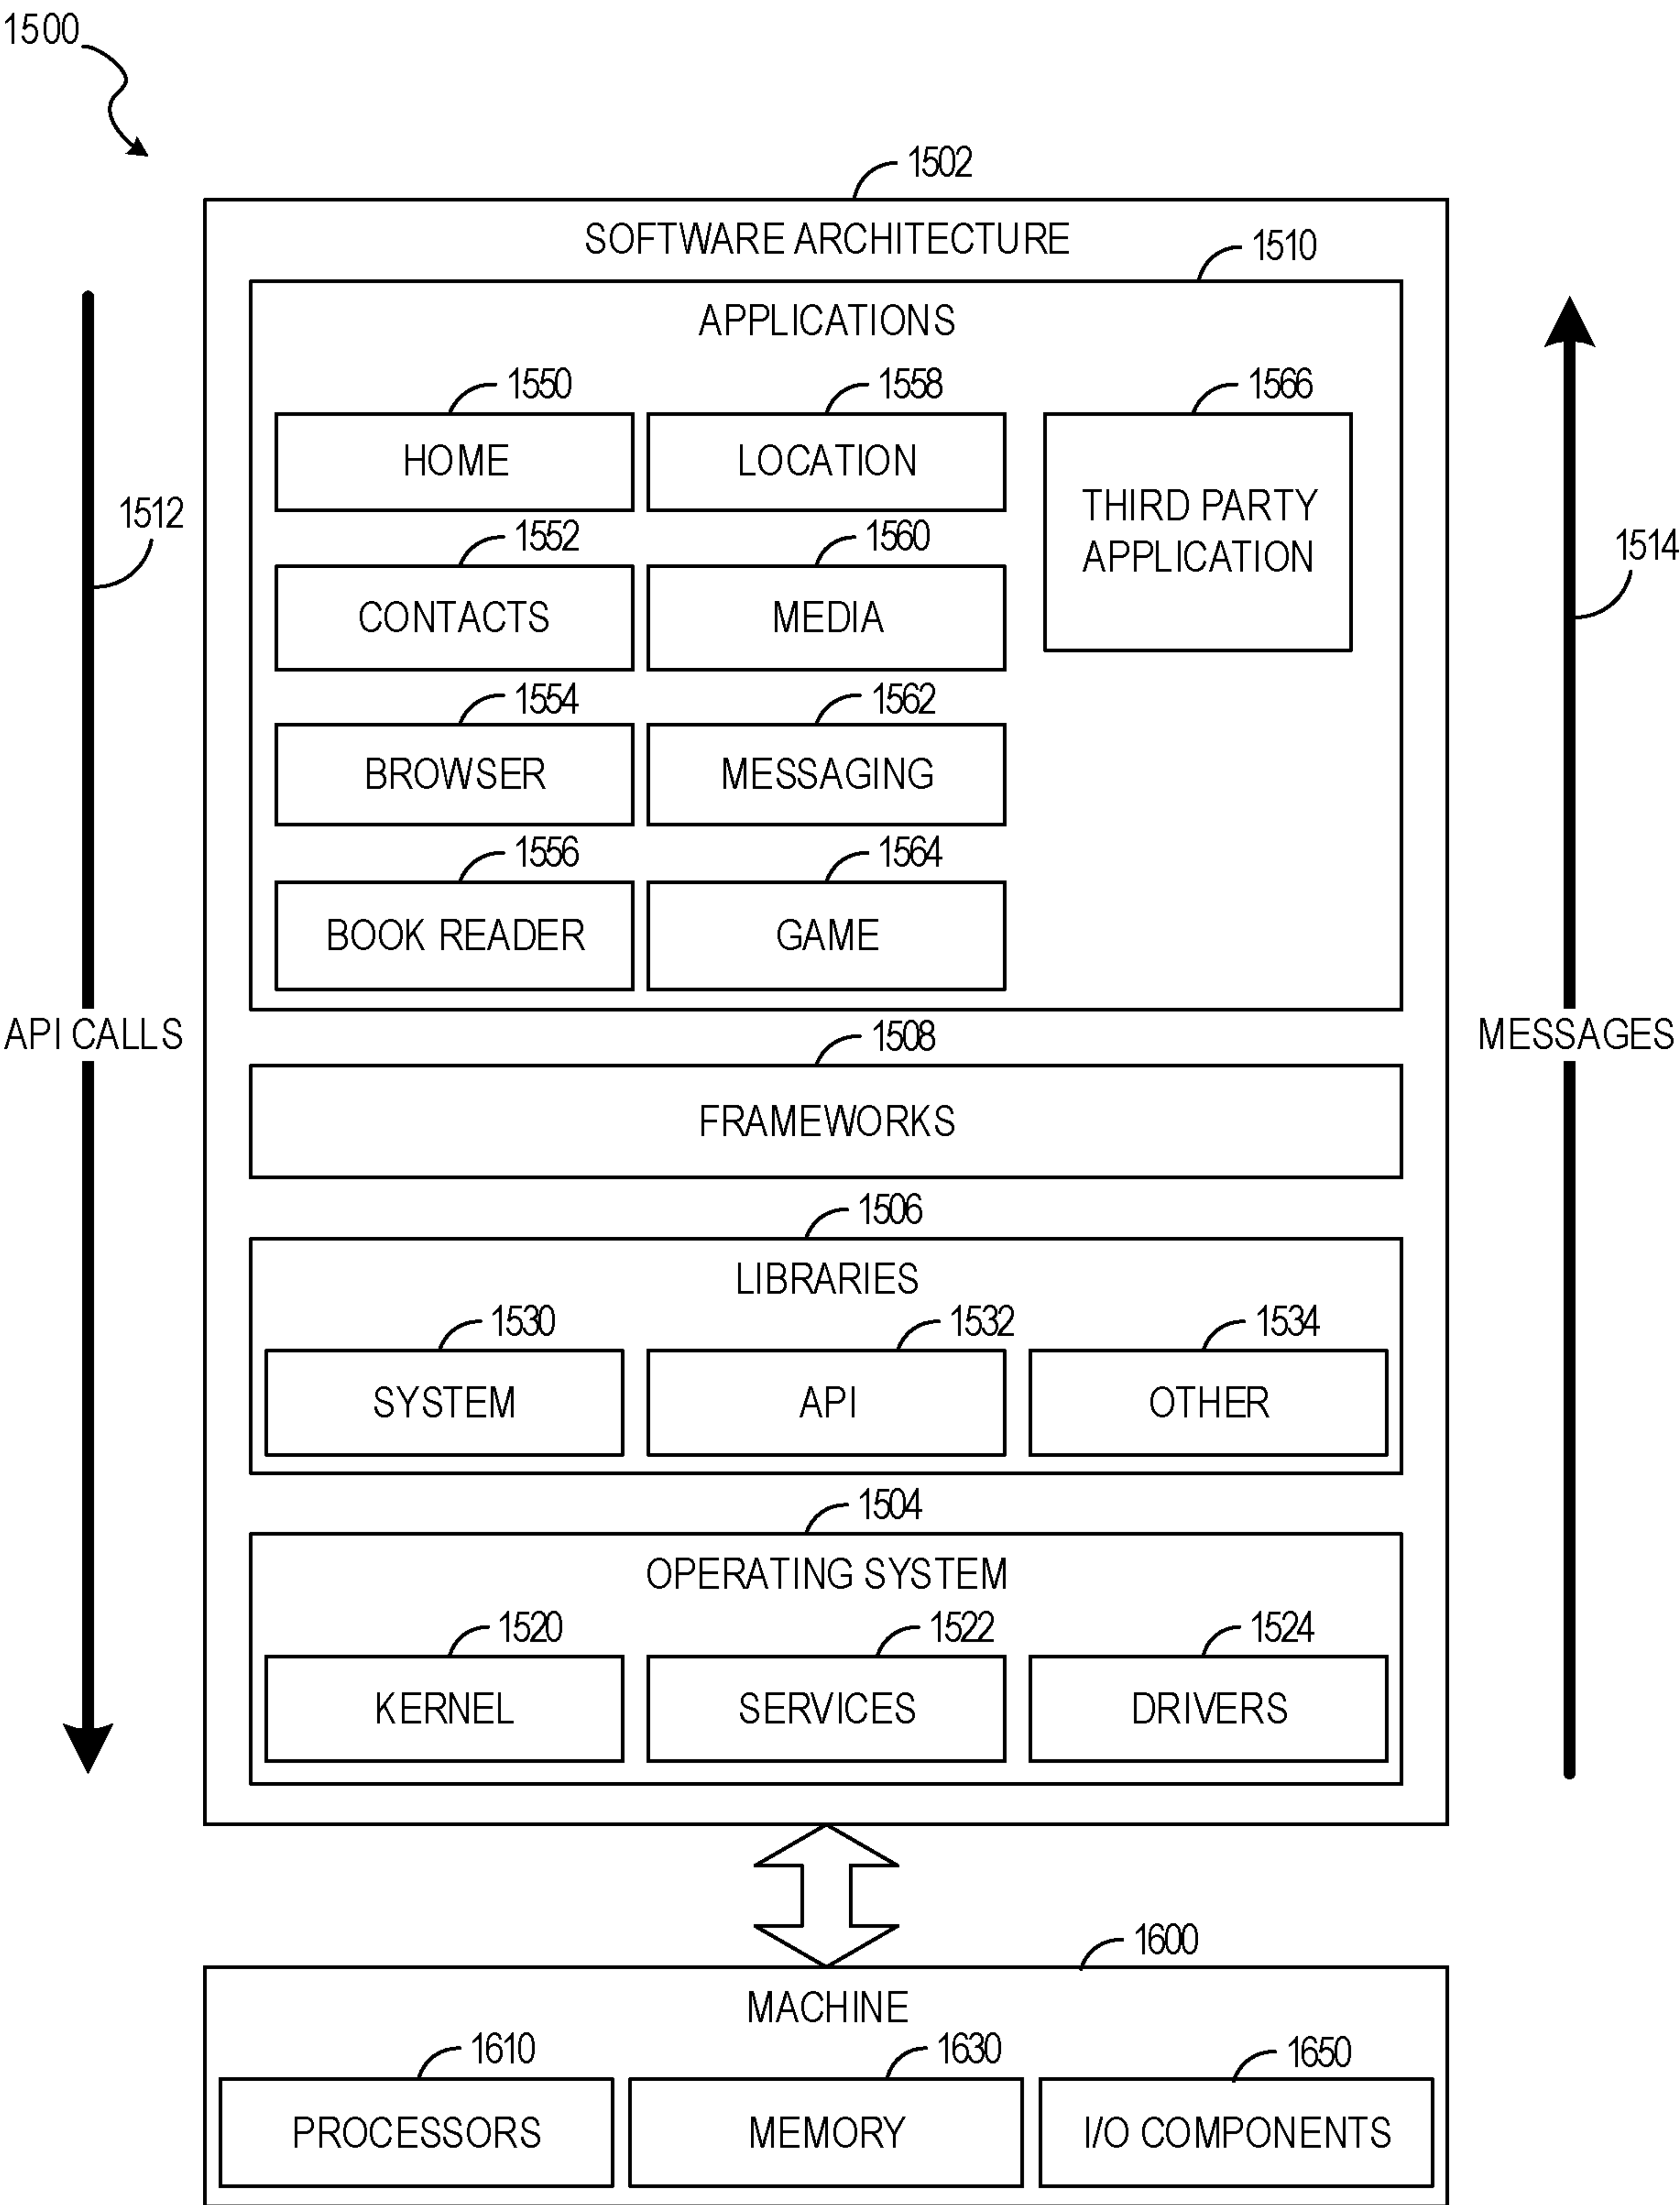 1500
1502
SOFTWARE ARCHITECTURE
1510
APPLICATIONS
1550
1558
1566
HOME
LOCATION
THIRD PARTY
APPLICATION
1512
1514
1552
1560
CONTACTS
MEDIA
1554
1562
BROWSER
MESSAGING
1556
1564
BOOK READER
GAME
API CALLS
MESSAGES
1508
FRAMEWORKS
1506
LIBRARIES
1530
1532
1534
SYSTEM
API
OTHER
1504
OPERATING SYSTEM
1520
1522
1524
KERNEL
SERVICES
DRIVERS
1600
MACHINE
1610
1630
1650
PROCESSORS
MEMORY
I/O COMPONENTS